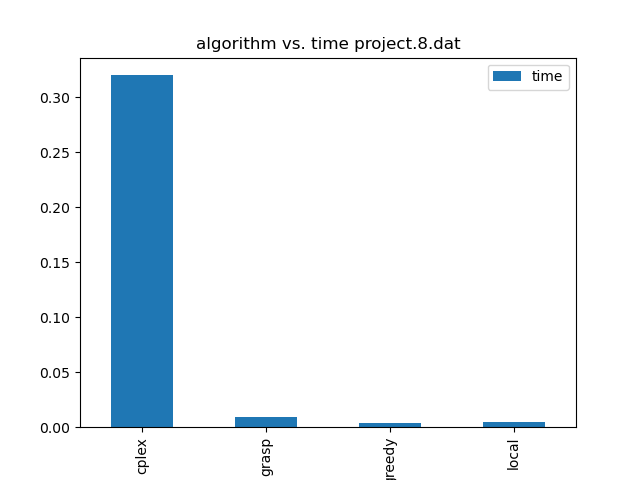 algorithm vs. time project.8.dat
time
0.30
0.25
0.20
0.15
0.10
0.05
0.00
cplex
grasp
greedy
local